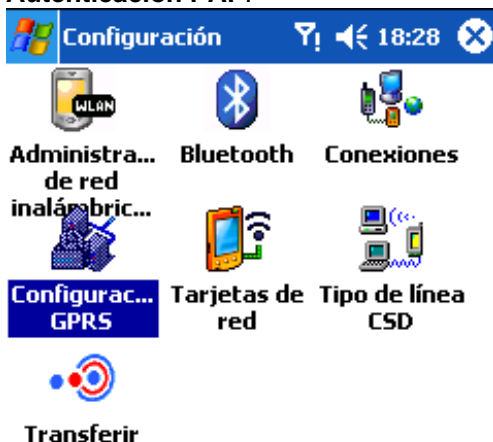 Configuración 18:28
WLAN
Administra... Bluetooth Conexiones
de red
inalámbric...
Configurac... Tarjetas de Tipo de línea
GPRS red CSD
Transferir